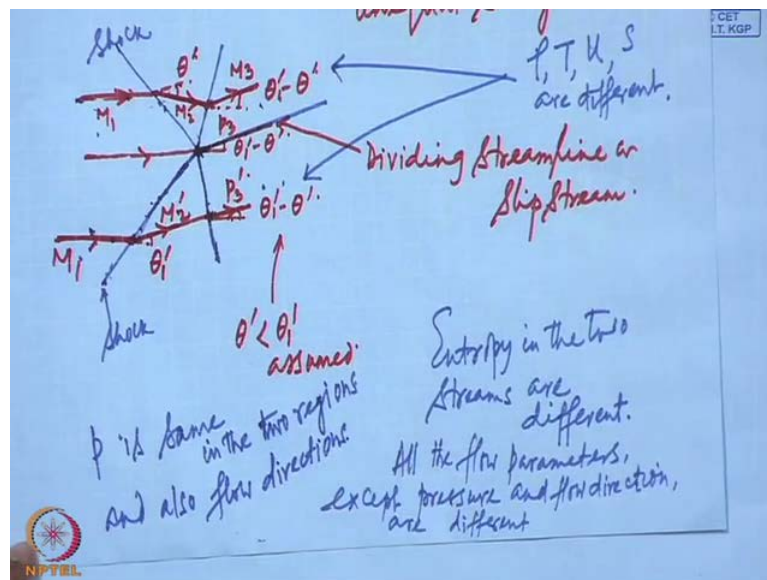 © CET
I.T. KGP
Shock
θ'
M3
θ₁'-θ'
M₁
M₂
P3
θ₁'-θ'
ρ, T, u, S
are different.
Dividing Streamline or
Slip Stream.
M₂'
P₃'
θ₁'-θ'
M₁
θ₁'
Shock
θ' < θ₁'
assumed.
p is same
in the two regions
and also flow directions.
Entropy in the two
streams are
different.
All the flow parameters,
except pressure and flow direction,
are different
NPTEL